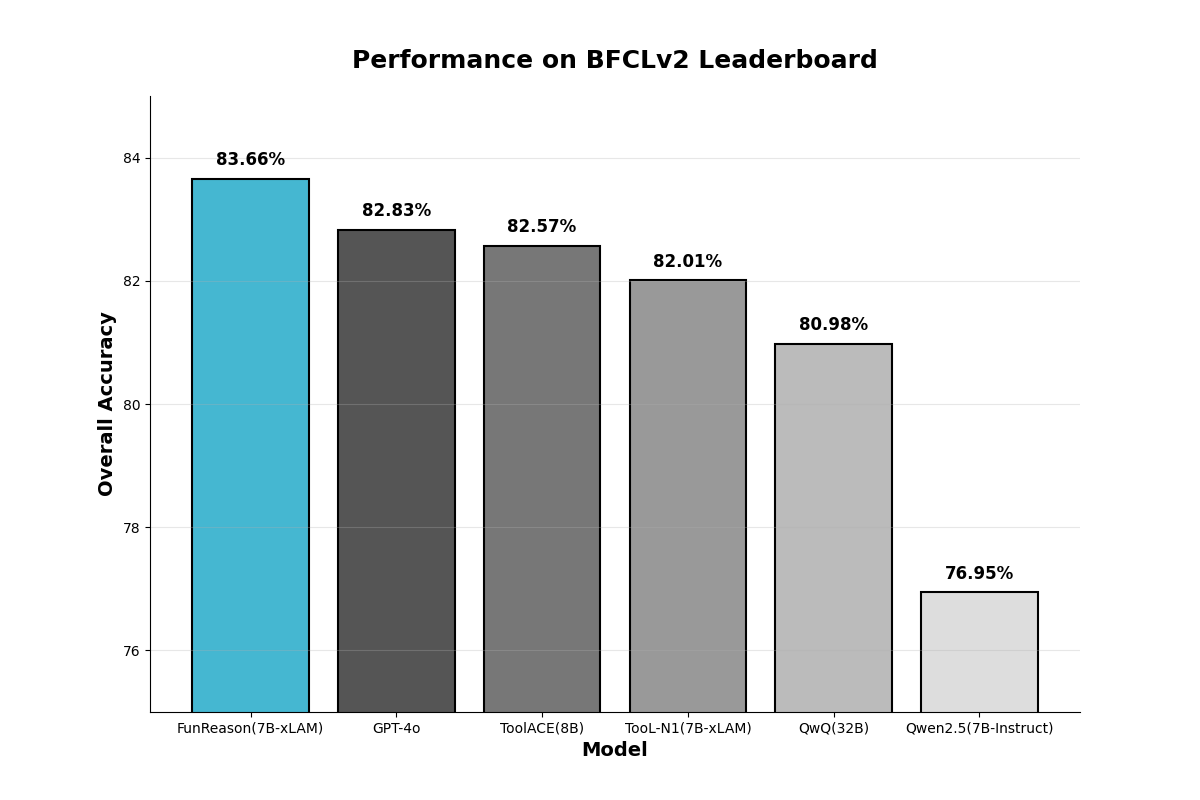 Performance on BFCLv2 Leaderboard
84
83.66%
82.83%
82.57%
82.01%
82
80.98%
80
78
76.95%
76
Overall Accuracy
FunReason(7B-xLAM)
GPT-4o
ToolACE(8B)
TooL-N1(7B-xLAM)
QwQ(32B)
Qwen2.5(7B-Instruct)
Model